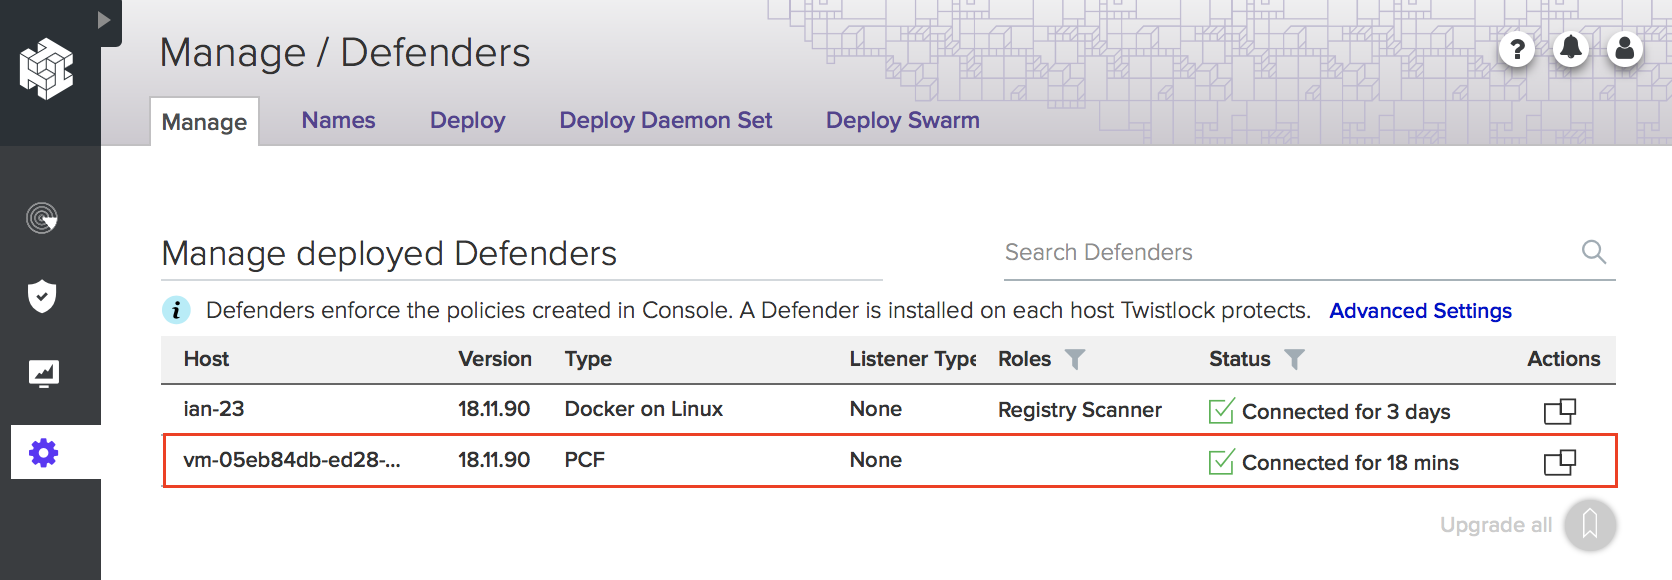 Manage / Defenders
?
Manage Names Deploy Deploy Daemon Set Deploy Swarm
Manage deployed Defenders Search Defenders
i Defenders enforce the policies created in Console. A Defender is installed on each host Twistlock protects. Advanced Settings
Host Version Type Listener Type Roles Status Actions
ian-23 18.11.90 Docker on Linux None Registry Scanner Connected for 3 days
vm-05eb84db-ed28-... 18.11.90 PCF None Connected for 18 mins
Upgrade all